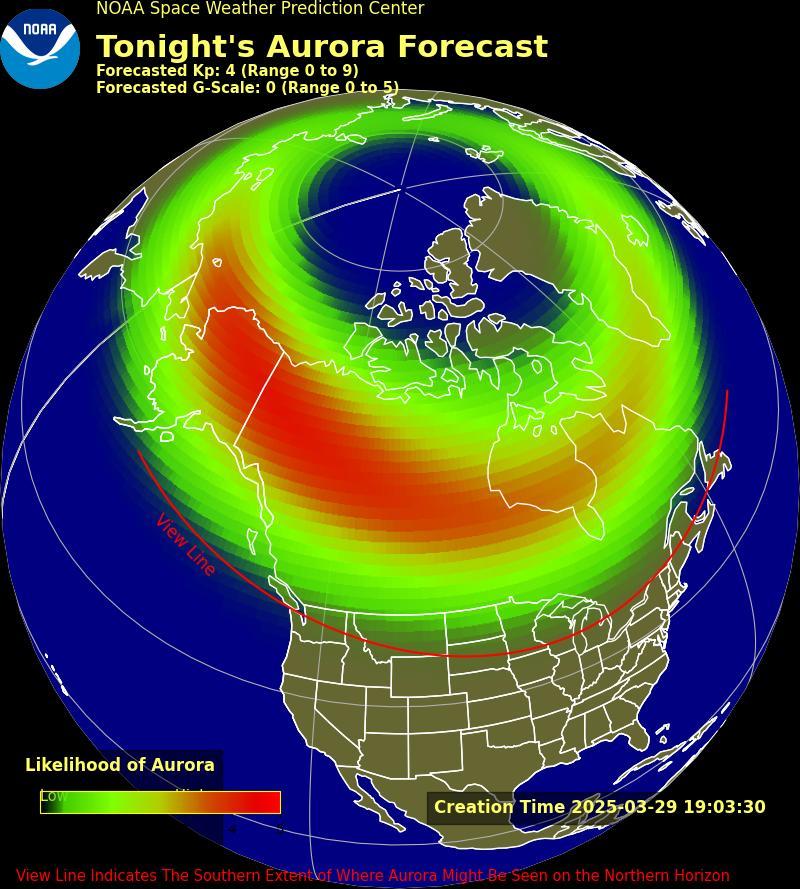 NOAA Space Weather Prediction Center
NOAA
Tonight's Aurora Forecast
Forecasted Kp: 4 (Range 0 to 9)
Forecasted G-Scale: 0 (Range 0 to 5)
View Line
Likelihood of Aurora
Low
Creation Time 2025-03-29 19:03:30
View Line Indicates The Southern Extent of Where Aurora Might Be Seen on the Northern Horizon